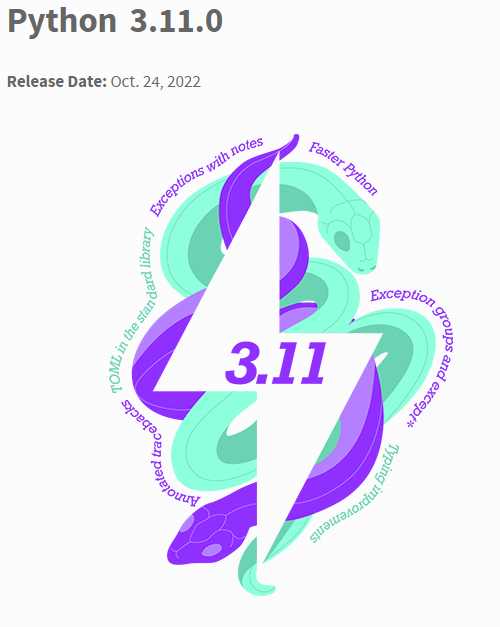 Python 3.11.0
Release Date: Oct. 24, 2022
Exceptions with notes
Faster Python
TOML in the standard library
Exception groups and except*
3.11
Annotated tracebacks
Typing improvements